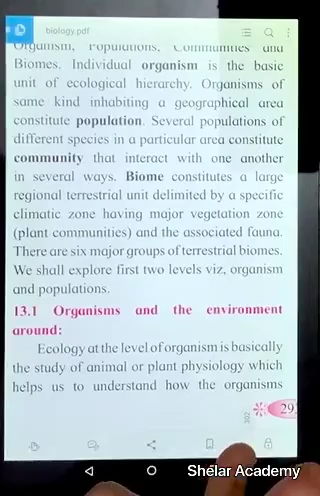 biology.pdf
Organism, Populations, Communities and
Biomes. Individual organism is the basic
unit of ecological hierarchy. Organisms of
same kind inhabiting a geographical area
constitute population. Several populations of
different species in a particular area constitute
community that interact with one another
in several ways. Biome constitutes a large
regional terrestrial unit delimited by a specific
climatic zone having major vegetation zone
(plant communities) and the associated fauna.
There are six major groups of terrestrial biomes.
We shall explore first two levels viz, organism
and populations.
13.1 Organisms and the environment
around:
Ecology at the level of organism is basically
the study of animal or plant physiology which
helps us to understand how the organisms
29
302
Shelar Academy